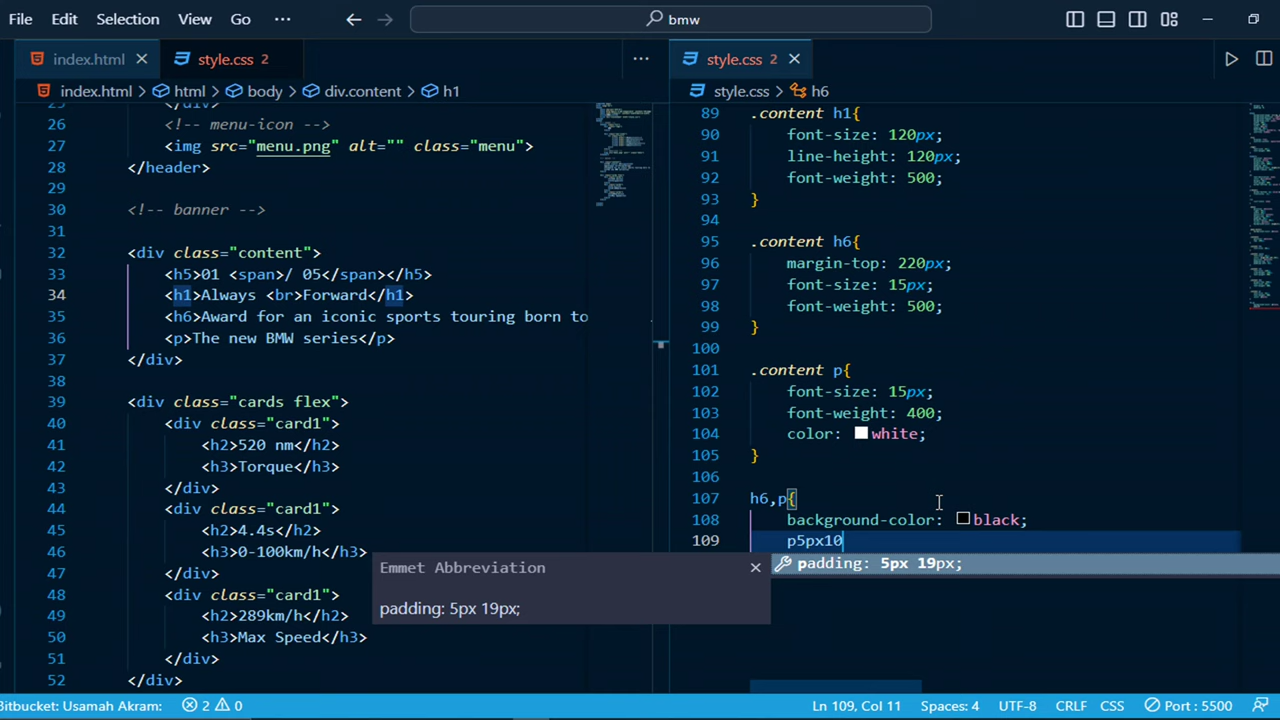 File Edit Selection View Go ··· bmw
index.html style.css 2 ···
index.html > html > body > div.content > h1
26 <!-- menu-icon -->
27 <img src="menu.png" alt="" class="menu">
28 </header>
29
30 <!-- banner -->
31
32 <div class="content">
33 <h5>01 <span>/ 05</span></h5>
34 <h1>Always <br>Forward</h1>
35 <h6>Award for an iconic sports touring born to
36 <p>The new BMW series</p>
37 </div>
38
39 <div class="cards flex">
40 <div class="card1">
41 <h2>520 nm</h2>
42 <h3>Torque</h3>
43 </div>
44 <div class="card1">
45 <h2>4.4s</h2>
46 <h3>0-100km/h</h3>
47 </div>
48 <div class="card1">
49 <h2>289km/h</h2>
50 <h3>Max Speed</h3>
51 </div>
52 </div>
style.css 2
style.css > h6
89 .content h1{
90 font-size: 120px;
91 line-height: 120px;
92 font-weight: 500;
93 }
94
95 .content h6{
96 margin-top: 220px;
97 font-size: 15px;
98 font-weight: 500;
99 }
100
101 .content p{
102 font-size: 15px;
103 font-weight: 400;
104 color: white;
105 }
106
107 h6,p{
108 background-color: black;
109 p5px10
padding: 5px 19px;
Emmet Abbreviation
padding: 5px 19px;
Bitbucket: Usamah Akram: 2 0 Ln 109, Col 11 Spaces: 4 UTF-8 CRLF CSS Port : 5500